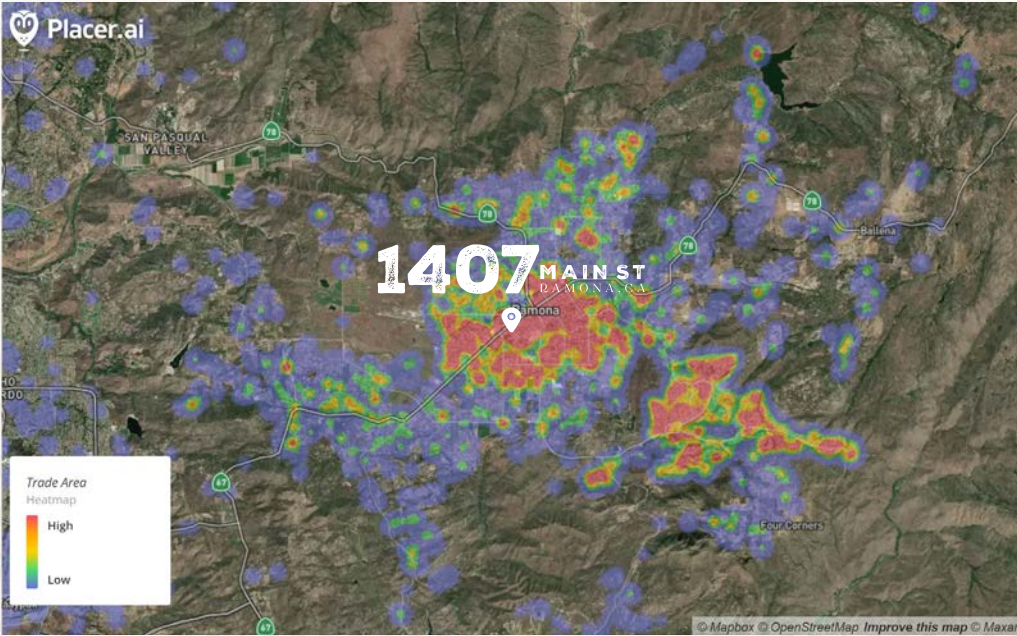 Placer.ai
SAN PASQUAL
VALLEY
78
78
78
78
Ballena
1407 MAIN ST
RAMONA, CA
Ramona
Trade Area
Heatmap
High
Low
67
Four Corners
67
© Mapbox © OpenStreetMap Improve this map © Maxar